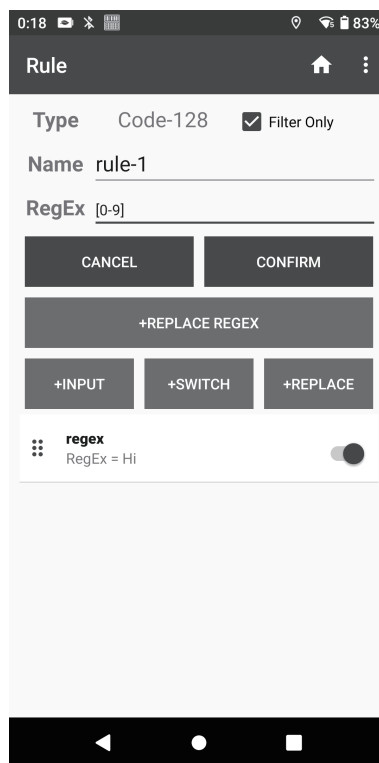 0:18 83%
Rule
Type Code-128 Filter Only
Name rule-1
RegEx [0-9]
CANCEL CONFIRM
+REPLACE REGEX
+INPUT +SWITCH +REPLACE
regex
RegEx = Hi